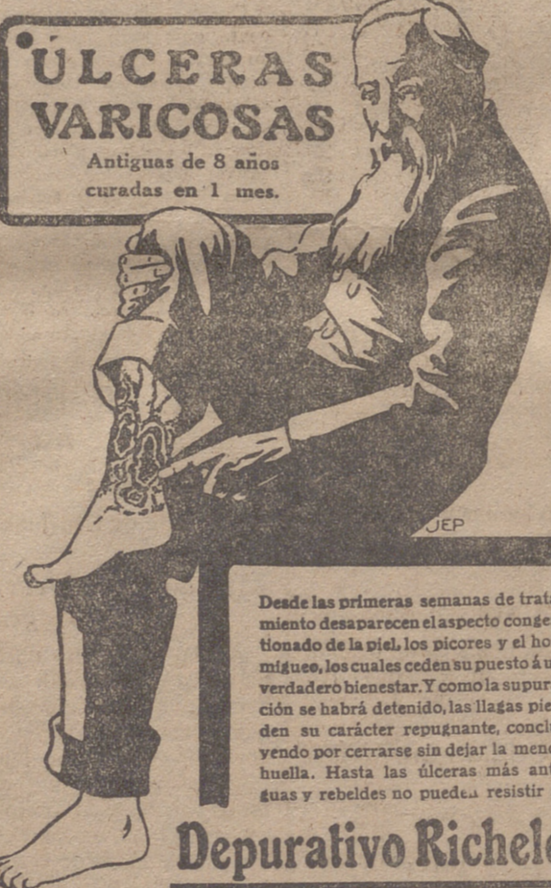 ÚLCERAS
VARICOSAS
Antiguas de 8 años
curadas en 1 mes.
JEP
Desde las primeras semanas de trata
miento desaparecen el aspecto conge
tionado de la piel, los picores y el ho
migueo, los cuales ceden su puesto á u
verdadero bienestar. Y como la supur
ción se habrá detenido, las llagas pie
den su carácter repugnante, concl
yendo por cerrarse sin dejar la meno
huella. Hasta las úlceras más ant
guas y rebeldes no pueden resistir
Depurativo Richele